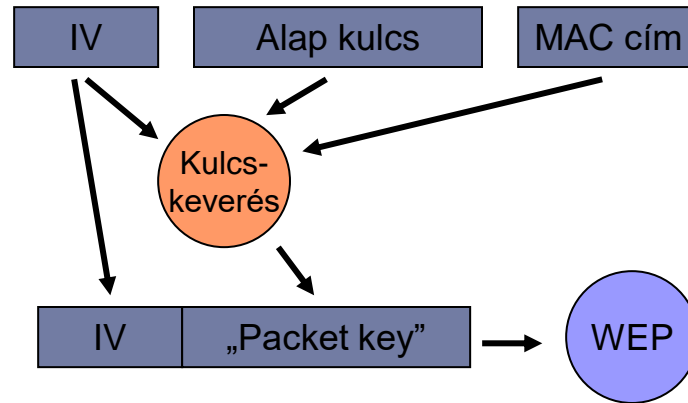 IV
Alap kulcs
MAC cím
Kulcs-
keverés
IV
„Packet key”
WEP